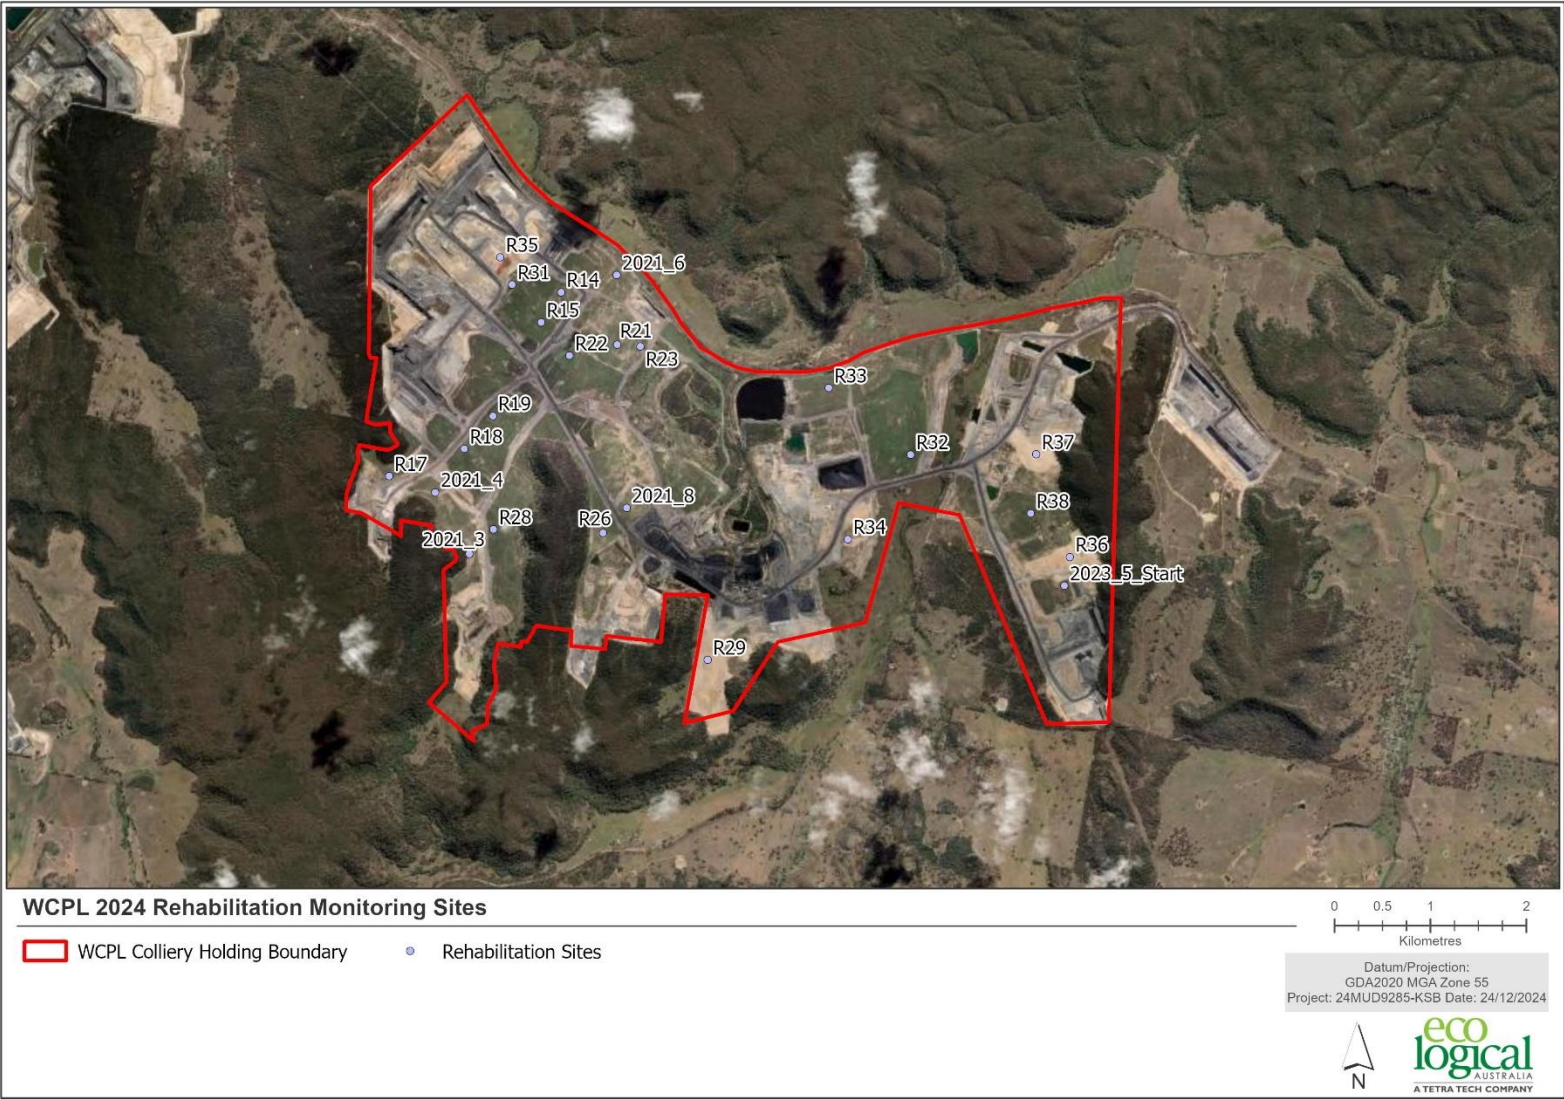 R35
2021_6
R31
R14
R15
R21
R22
R23
R33
R19
R18
R32
R37
R17
2021_4
2021_8
R38
R28
R26
R34
2021_3
R36
2023_5_Start
R29
WCPL 2024 Rehabilitation Monitoring Sites
WCPL Colliery Holding Boundary
Rehabilitation Sites
0 0.5 1 2
Kilometres
Datum/Projection:
GDA2020 MGA Zone 55
Project: 24MUD9285-KSB Date: 24/12/2024
N
eco
logical
AUSTRALIA
A TETRA TECH COMPANY